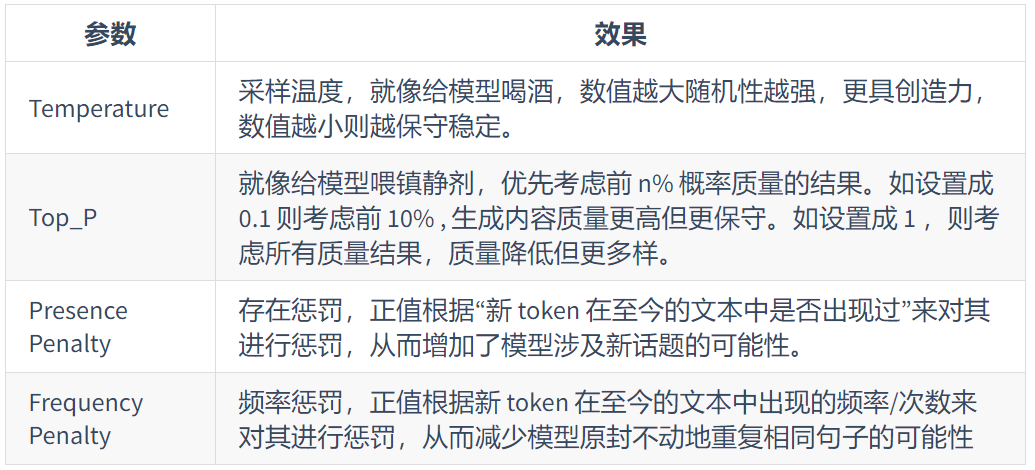 参数
效果
Temperature
采样温度，就像给模型喝酒，数值越大随机性越强，更具创造力，
数值越小则越保守稳定。
Top_P
就像给模型喂镇静剂，优先考虑前 n% 概率质量的结果。如设置成
0.1 则考虑前 10% , 生成内容质量更高但更保守。如设置成 1 ，则考
虑所有质量结果，质量降低但更多样。
Presence
Penalty
存在惩罚，正值根据“新 token 在至今的文本中是否出现过”来对其
进行惩罚，从而增加了模型涉及新话题的可能性。
Frequency
Penalty
频率惩罚，正值根据新 token 在至今的文本中出现的频率/次数来
对其进行惩罚，从而减少模型原封不动地重复相同句子的可能性